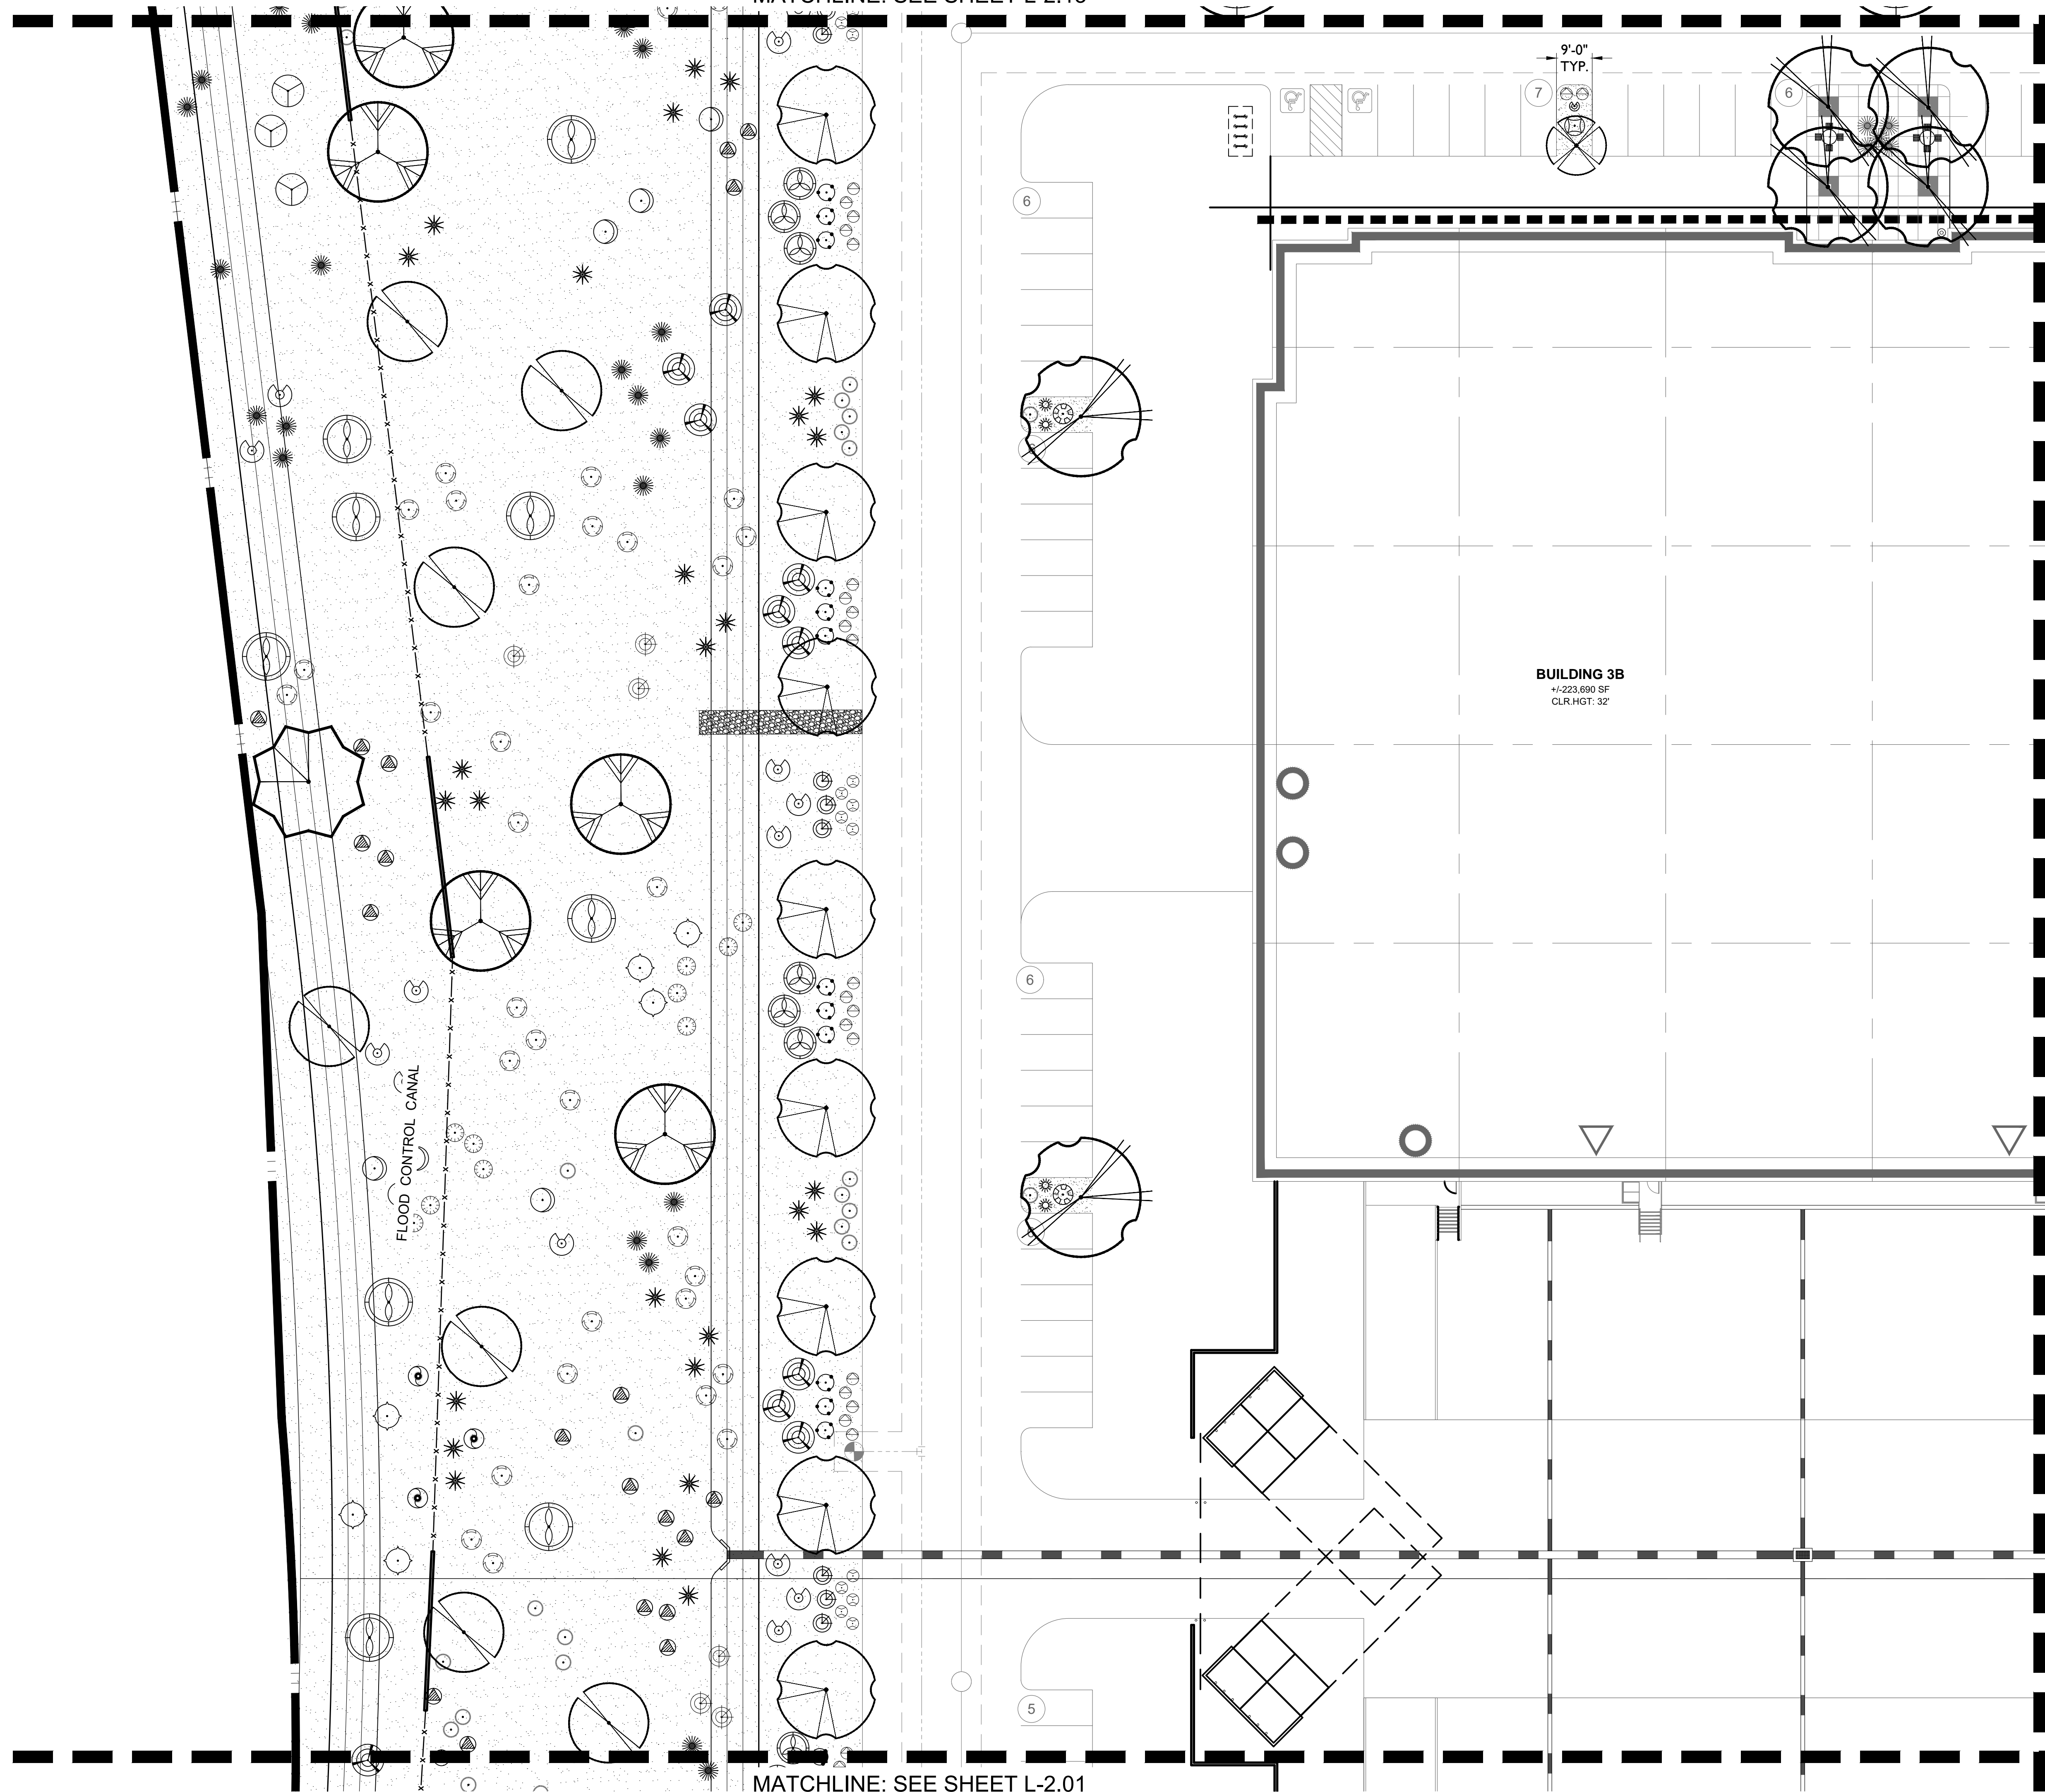 9'-0"
TYP.
7
6
6
BUILDING 3B
+/-223,690 SF
CLR.HGT: 32'
6
FLOOD CONTROL CANAL
5
MATCHLINE: SEE SHEET L-2.01